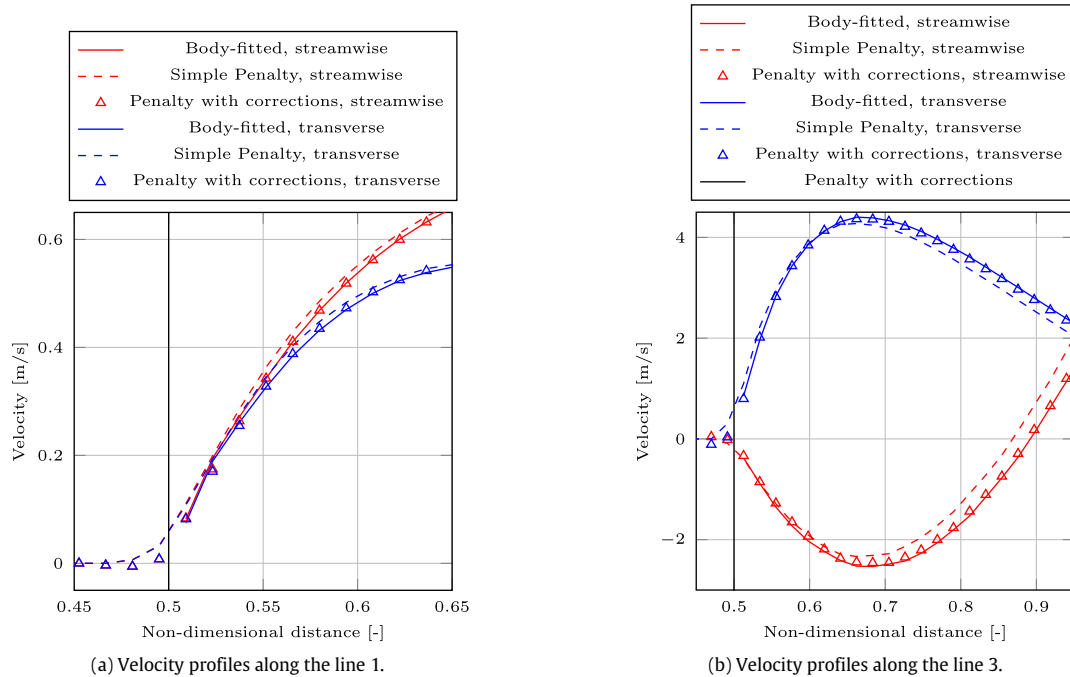 Body-fitted, streamwise
Simple Penalty, streamwise
Penalty with corrections, streamwise
Body-fitted, transverse
Simple Penalty, transverse
Penalty with corrections, transverse
0.6
0.4
0.2
0
0.45
0.5
0.55
0.6
0.65
Velocity [m/s]
Non-dimensional distance [-]
(a) Velocity profiles along the line 1.
Body-fitted, streamwise
Simple Penalty, streamwise
Penalty with corrections, streamwise
Body-fitted, transverse
Simple Penalty, transverse
Penalty with corrections, transverse
Penalty with corrections
4
2
0
−2
0.5
0.6
0.7
0.8
0.9
Velocity [m/s]
Non-dimensional distance [-]
(b) Velocity profiles along the line 3.